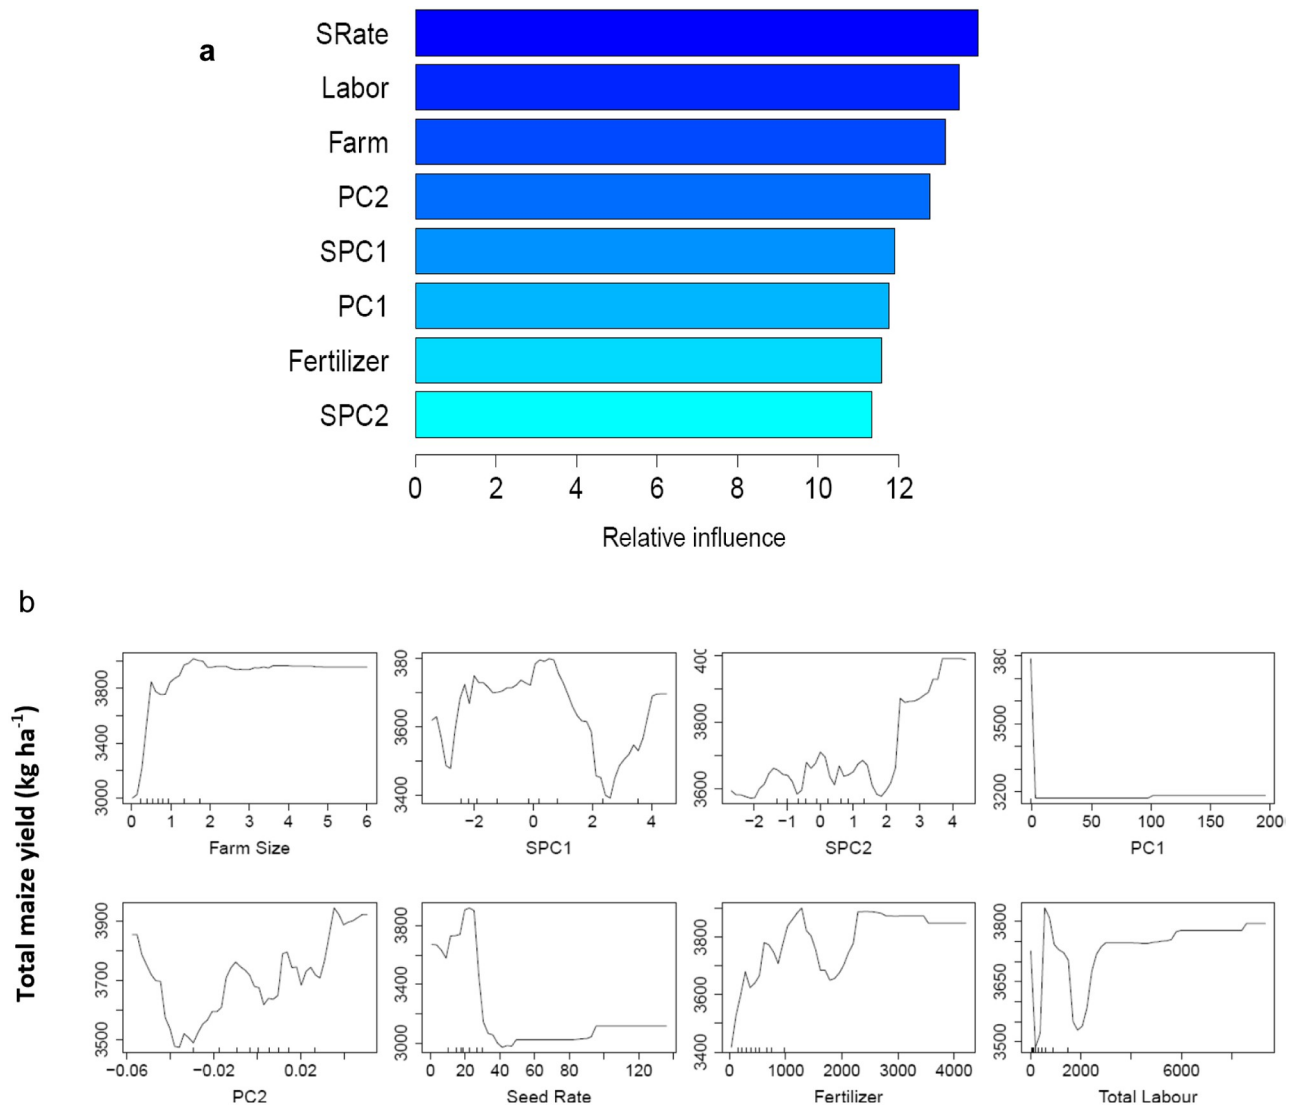 a
SRate
Labor
Farm
PC2
SPC1
PC1
Fertilizer
SPC2
0 2 4 6 8 10 12
Relative influence
b
Total maize yield (kg ha⁻¹)
3000 3400 3800
0 1 2 3 4 5 6
Farm Size
3400 3600 380
−2 0 2 4
SPC1
3600 3800 400
−2 −1 0 1 2 3 4
SPC2
3200 3500 380
0 50 100 150 200
PC1
3500 3700 3900
−0.06 −0.02 0.02
PC2
3000 3400 3800
0 20 40 60 80 120
Seed Rate
3400 3600 3800
0 1000 2000 3000 4000
Fertilizer
3500 3650 3800
0 2000 6000
Total Labour